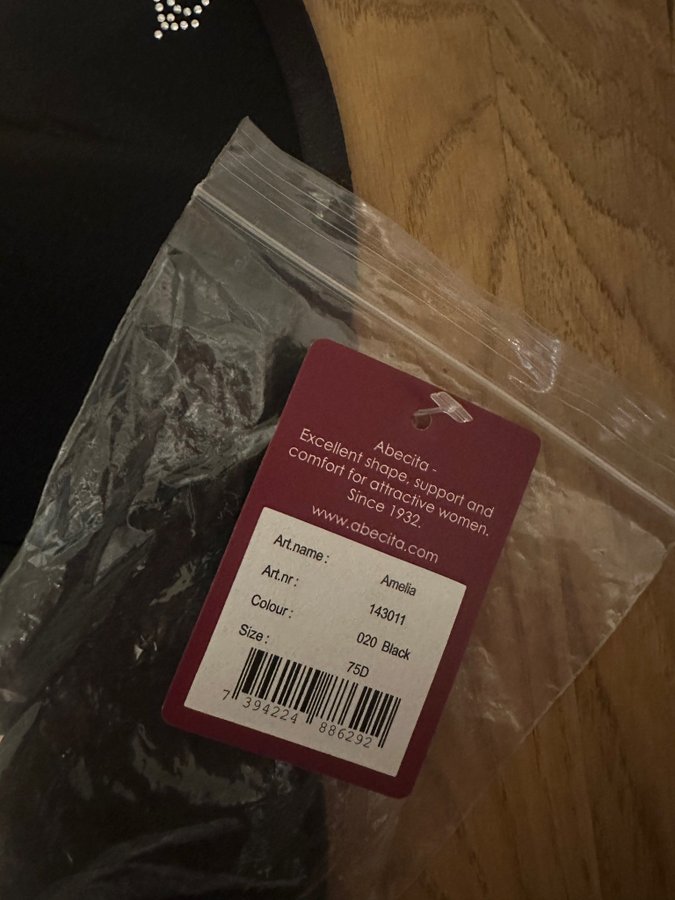 Abecita -
Excellent shape, support and
comfort for attractive women.
Since 1932.
www.abecita.com
Art.name: Amelia
Art.nr: 143011
Colour: 020 Black
Size: 75D
7 394224 886292